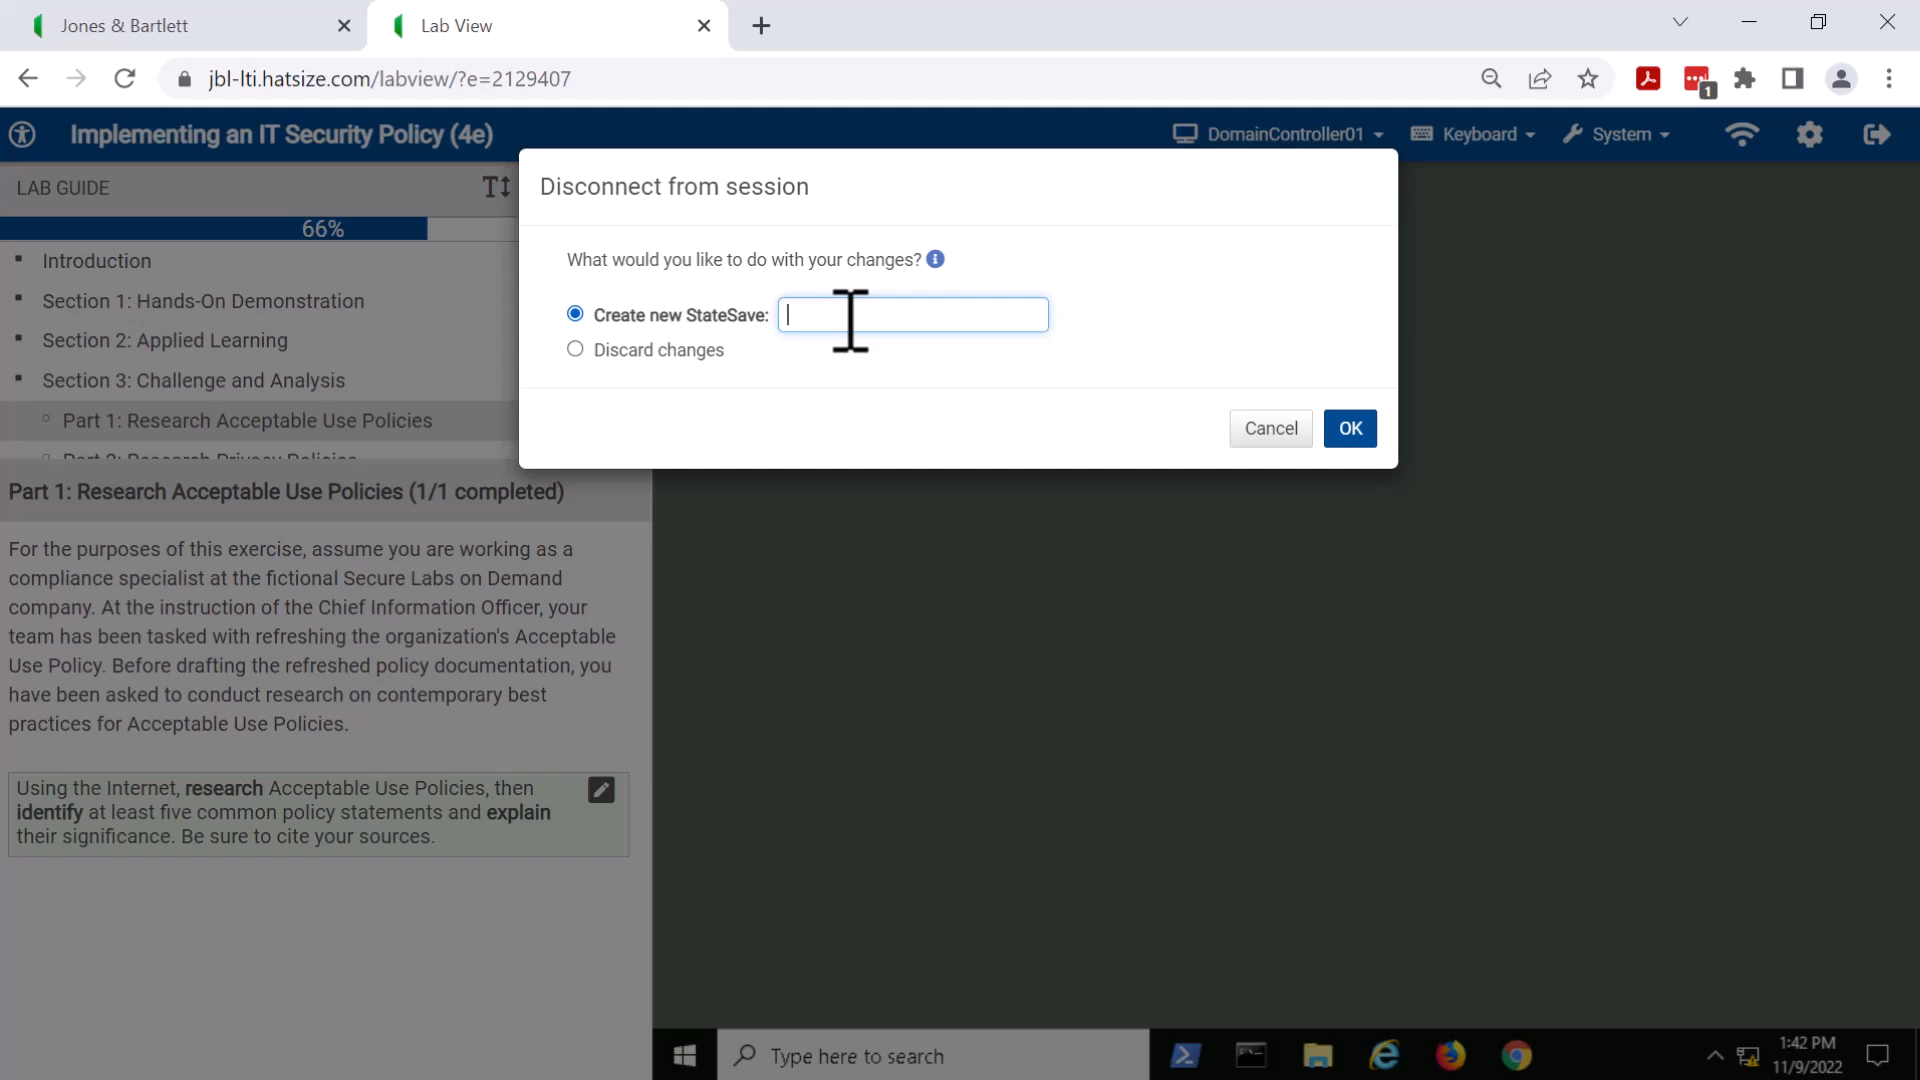 Jones & Bartlett
Lab View
jbl-lti.hatsize.com/labview/?e=2129407
1
Implementing an IT Security Policy (4e)
DomainController01
Keyboard
System
LAB GUIDE
66%
Introduction
Section 1: Hands-On Demonstration
Section 2: Applied Learning
Section 3: Challenge and Analysis
Part 1: Research Acceptable Use Policies
Part 2: Research Privacy Policies
Disconnect from session
What would you like to do with your changes?
Create new StateSave:
Discard changes
Cancel
OK
Part 1: Research Acceptable Use Policies (1/1 completed)
For the purposes of this exercise, assume you are working as a
compliance specialist at the fictional Secure Labs on Demand
company. At the instruction of the Chief Information Officer, your
team has been tasked with refreshing the organization's Acceptable
Use Policy. Before drafting the refreshed policy documentation, you
have been asked to conduct research on contemporary best
practices for Acceptable Use Policies.
Using the Internet, research Acceptable Use Policies, then
identify at least five common policy statements and explain
their significance. Be sure to cite your sources.
Type here to search
1:42 PM
11/9/2022